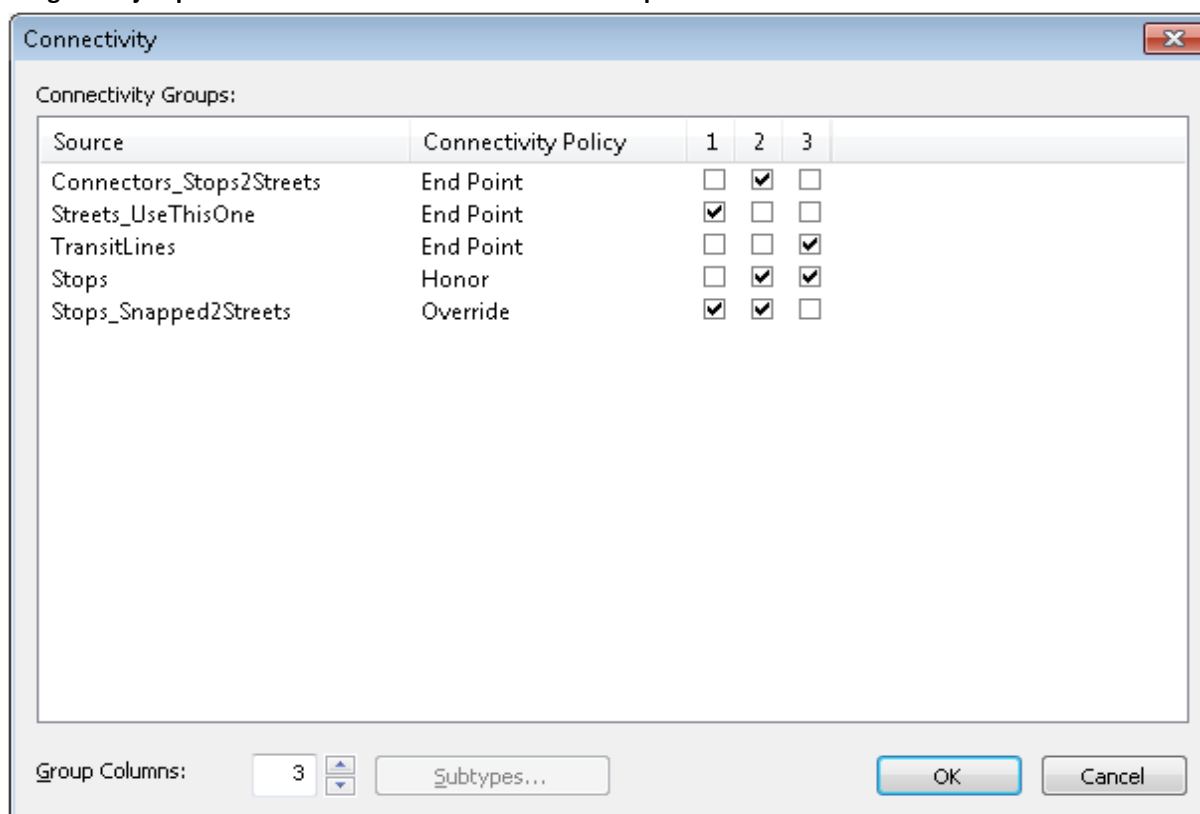 Connectivity
Connectivity Groups:
Source Connectivity Policy 1 2 3
Connectors_Stops2Streets End Point
Streets_UseThisOne End Point
TransitLines End Point
Stops Honor
Stops_Snapped2Streets Override
Group Columns: 3 Subtypes... OK Cancel